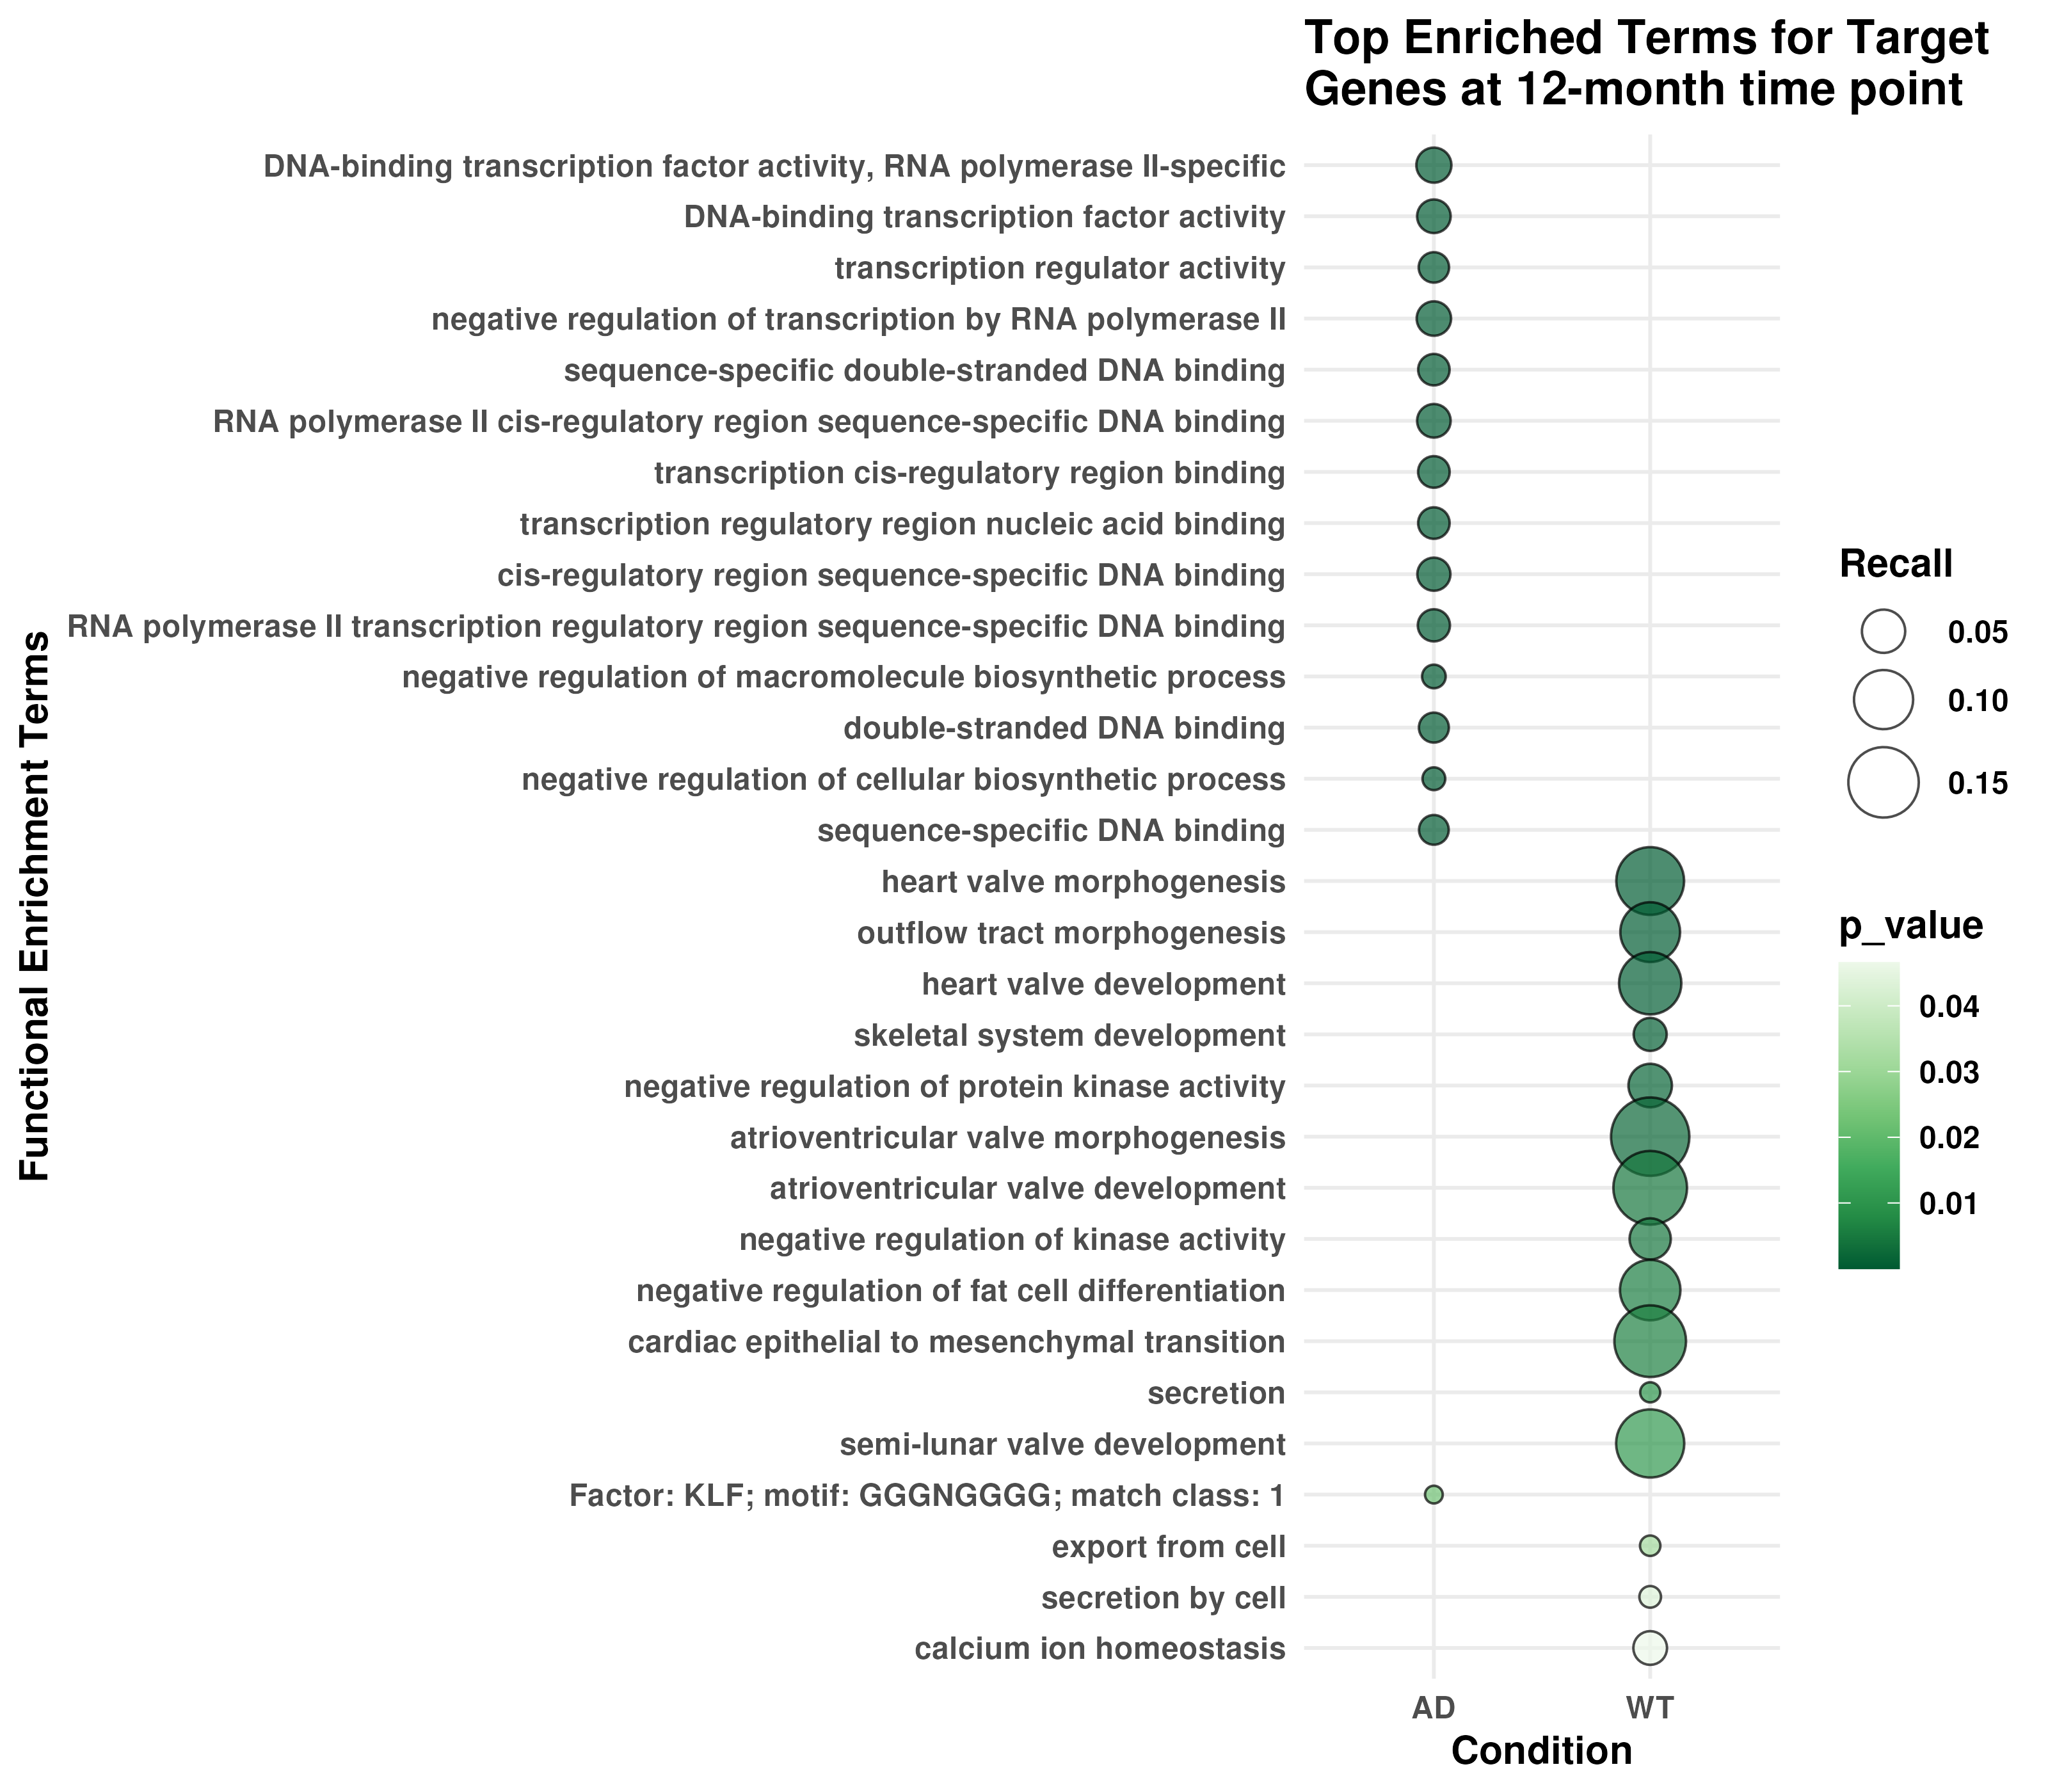 Top Enriched Terms for Target
Genes at 12-month time point
DNA-binding transcription factor activity, RNA polymerase II-specific
DNA-binding transcription factor activity
transcription regulator activity
negative regulation of transcription by RNA polymerase II
sequence-specific double-stranded DNA binding
RNA polymerase II cis-regulatory region sequence-specific DNA binding
transcription cis-regulatory region binding
transcription regulatory region nucleic acid binding
cis-regulatory region sequence-specific DNA binding
RNA polymerase II transcription regulatory region sequence-specific DNA binding
negative regulation of macromolecule biosynthetic process
double-stranded DNA binding
negative regulation of cellular biosynthetic process
sequence-specific DNA binding
heart valve morphogenesis
outflow tract morphogenesis
heart valve development
skeletal system development
negative regulation of protein kinase activity
atrioventricular valve morphogenesis
atrioventricular valve development
negative regulation of kinase activity
negative regulation of fat cell differentiation
cardiac epithelial to mesenchymal transition
secretion
semi-lunar valve development
Factor: KLF; motif: GGGNGGGG; match class: 1
export from cell
secretion by cell
calcium ion homeostasis
Functional Enrichment Terms
AD
WT
Condition
Recall
0.05
0.10
0.15
p_value
0.04
0.03
0.02
0.01